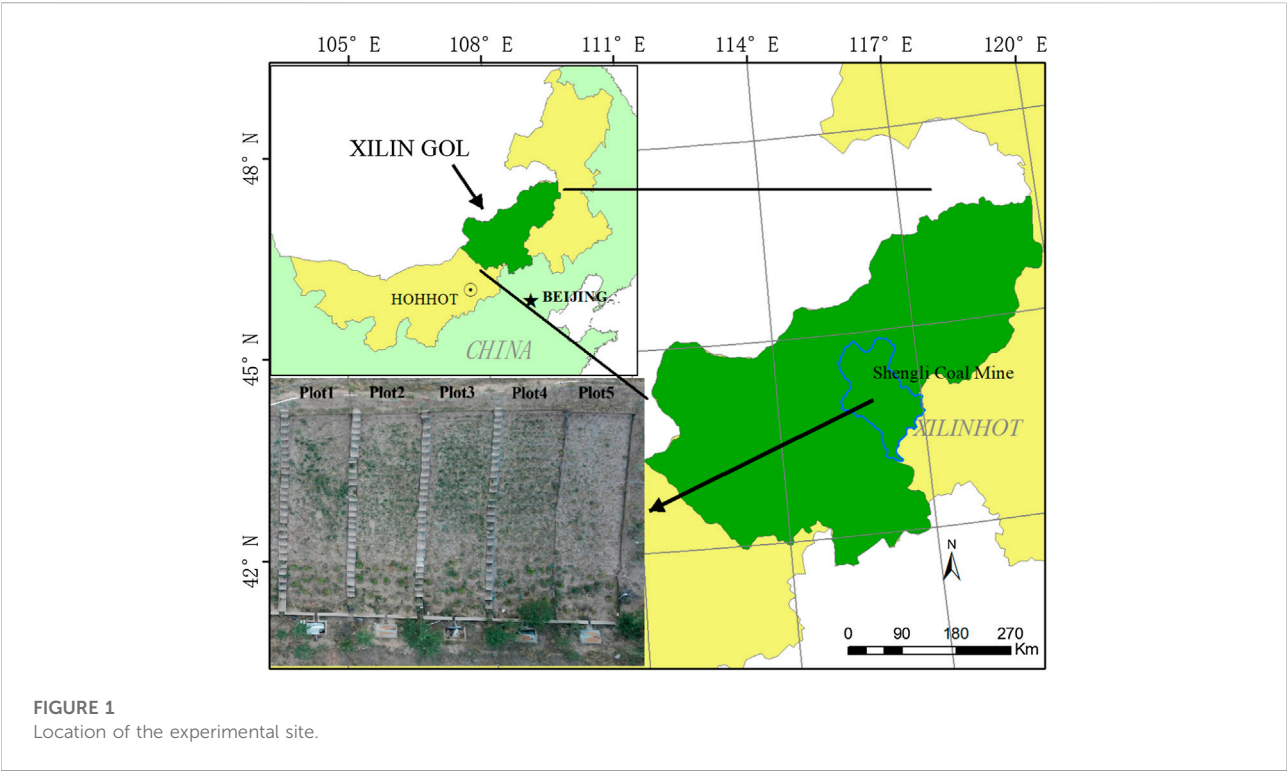 105° E 108° E 111° E 114° E 117° E 120° E
48° N
45° N
42° N
XILIN GOL
HOHHOT
BEIJING
CHINA
Plot1 Plot2 Plot3 Plot4 Plot5
Shengli Coal Mine
XILINHOT
N
0 90 180 270
Km
FIGURE 1
Location of the experimental site.